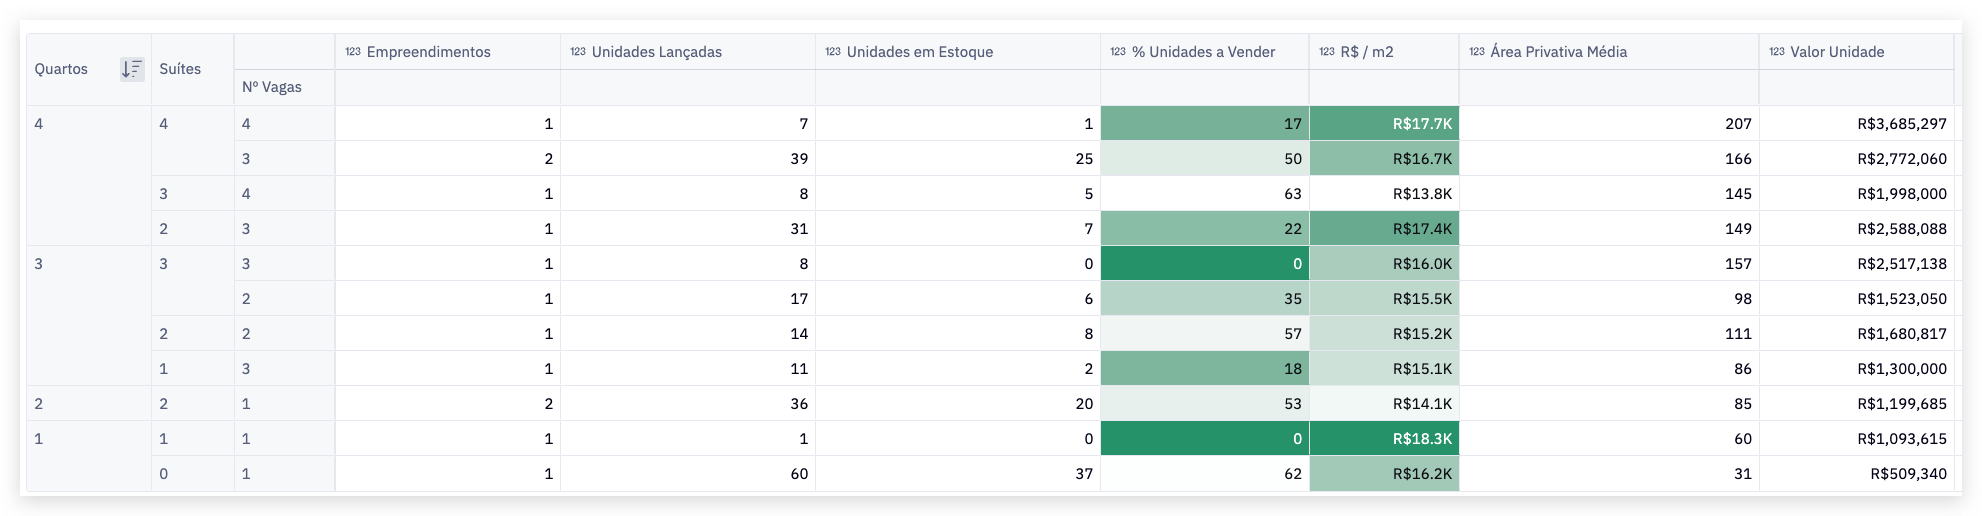 Quartos Suítes 123 Empreendimentos 123 Unidades Lançadas 123 Unidades em Estoque 123 % Unidades a Vender 123 R$ / m2 123 Área Privativa Média 123 Valor Unidade
Nº Vagas
4 4 4 1 7 1 17 R$17.7K 207 R$3,685,297
3 2 39 25 50 R$16.7K 166 R$2,772,060
3 4 1 8 5 63 R$13.8K 145 R$1,998,000
2 3 1 31 7 22 R$17.4K 149 R$2,588,088
3 3 3 1 8 0 0 R$16.0K 157 R$2,517,138
2 1 17 6 35 R$15.5K 98 R$1,523,050
2 2 1 14 8 57 R$15.2K 111 R$1,680,817
1 3 1 11 2 18 R$15.1K 86 R$1,300,000
2 2 1 2 36 20 53 R$14.1K 85 R$1,199,685
1 1 1 1 1 0 0 R$18.3K 60 R$1,093,615
0 1 1 60 37 62 R$16.2K 31 R$509,340